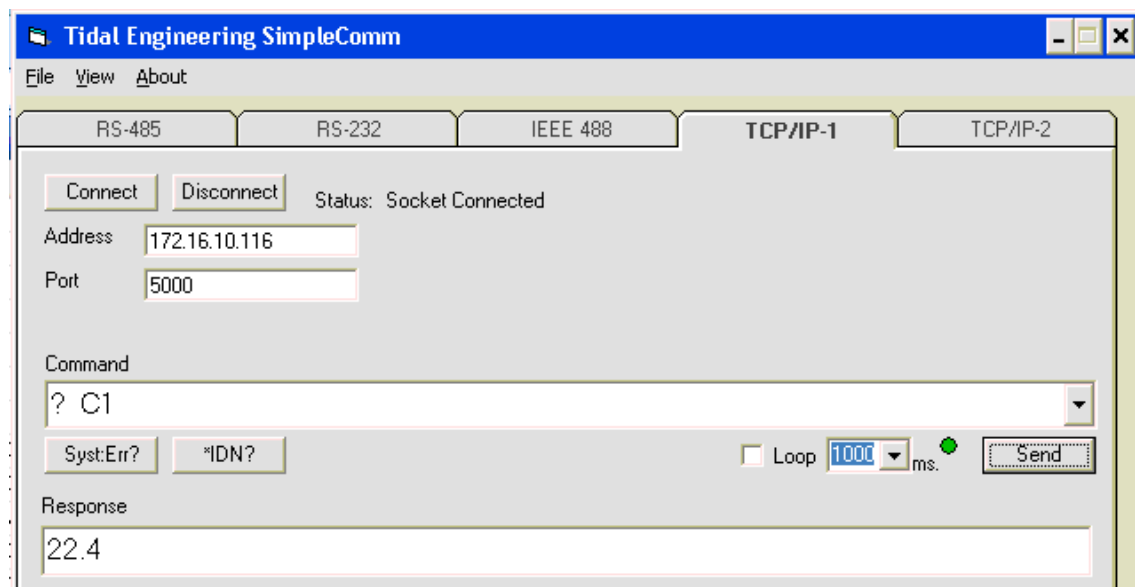 Tidal Engineering SimpleComm
File View About
RS-485 RS-232 IEEE 488 TCP/IP-1 TCP/IP-2
Connect Disconnect Status: Socket Connected
Address 172.16.10.116
Port 5000
Command
? C1
Syst:Err? *IDN? Loop 1000 ms. Send
Response
22.4